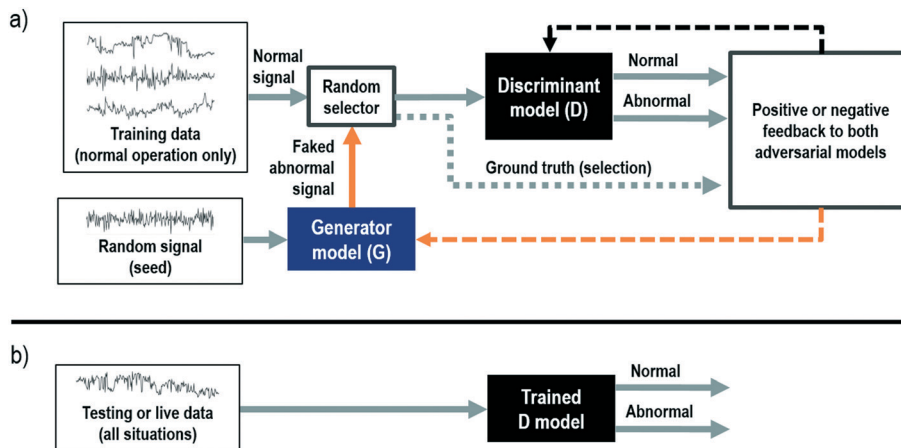 a)
Training data
(normal operation only)
Normal
signal
Random
selector
Discriminant
model (D)
Normal
Abnormal
Positive or negative
feedback to both
adversarial models
Faked
abnormal
signal
Ground truth (selection)
Random signal
(seed)
Generator
model (G)
b)
Testing or live data
(all situations)
Trained
D model
Normal
Abnormal